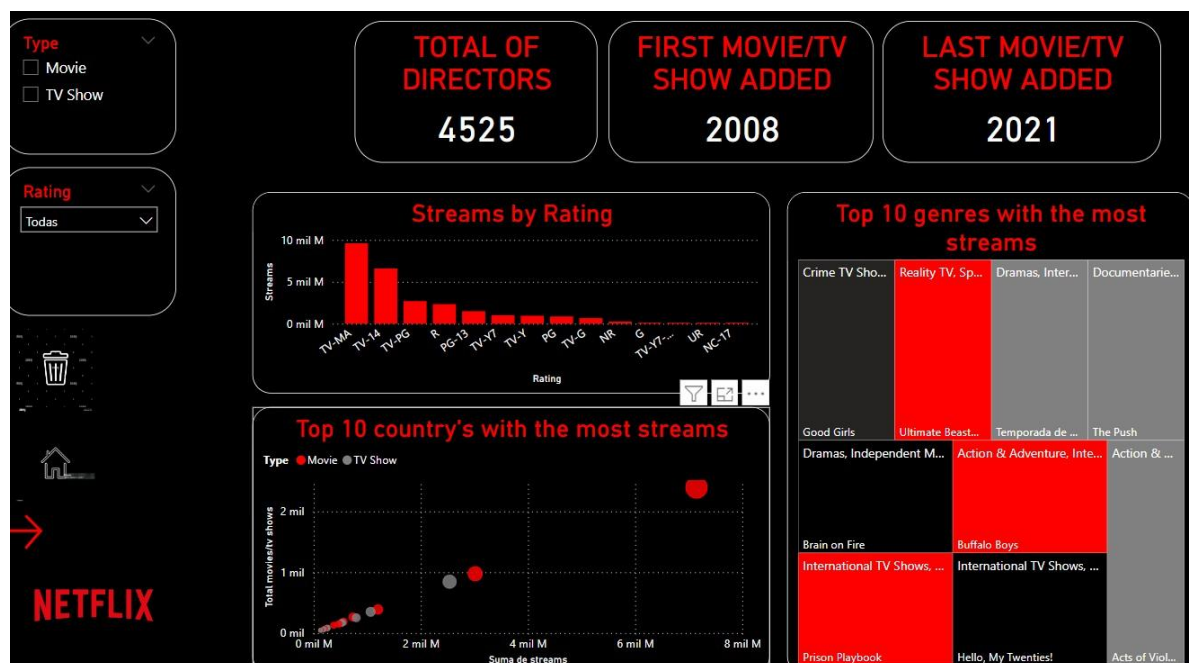 Type
Movie
TV Show
Rating
Todas
NETFLIX
TOTAL OF
DIRECTORS
4525
FIRST MOVIE/TV
SHOW ADDED
2008
LAST MOVIE/TV
SHOW ADDED
2021
Streams by Rating
Streams
10 mil M
5 mil M
0 mil M
TV-MA
TV-14
TV-PG
R
PG-13
TV-Y7
TV-Y
PG
TV-G
NR
G
TV-Y7-...
UR
NC-17
Rating
Top 10 country's with the most streams
Type Movie TV Show
Total movies/tv shows
2 mil
1 mil
0 mil
0 mil M 2 mil M 4 mil M 6 mil M 8 mil M
Suma de streams
Top 10 genres with the most
streams
Crime TV Sho...
Good Girls
Reality TV, Sp...
Ultimate Beast...
Dramas, Inter...
Temporada de ...
Documentarie...
The Push
Dramas, Independent M...
Brain on Fire
Action & Adventure, Inte...
Buffalo Boys
Action & ...
Acts of Viol...
International TV Shows, ...
Prison Playbook
International TV Shows, ...
Hello, My Twenties!